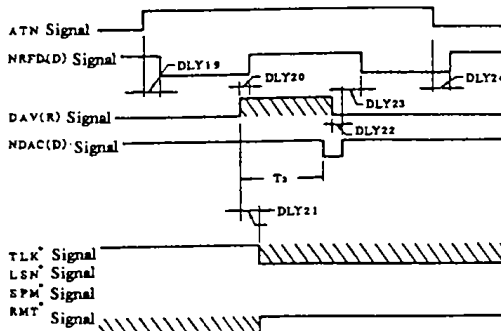 ATN Signal
NRFD(D) Signal
DLY19
DLY20
DLY24
DLY23
DAV(R) Signal
DLY22
NDAC(D) Signal
T₃
DLY21
TLK* Signal
LSN* Signal
SPM* Signal
RMT* Signal